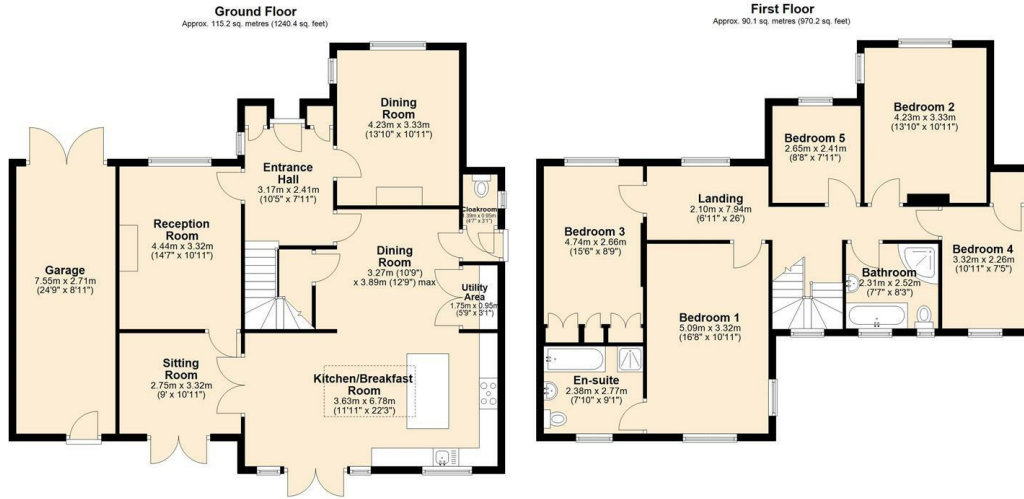 Ground Floor
Approx. 115.2 sq. metres (1240.4 sq. feet)
Dining
Room
4.23m x 3.33m
(13'10" x 10'11")
Entrance
Hall
3.17m x 2.41m
(10'5" x 7'11")
Cloakroom
1.39m x 0.95m
(4'7" x 3'1")
Reception
Room
4.44m x 3.32m
(14'7" x 10'11")
Dining
Room
3.27m (10'9")
x 3.89m (12'9") max
Garage
7.55m x 2.71m
(24'9" x 8'11")
Utility
Area
1.75m x 0.95m
(5'9" x 3'1")
Sitting
Room
2.75m x 3.32m
(9' x 10'11")
Kitchen/Breakfast
Room
3.63m x 6.78m
(11'11" x 22'3")
First Floor
Approx. 90.1 sq. metres (970.2 sq. feet)
Bedroom 2
4.23m x 3.33m
(13'10" x 10'11")
Bedroom 5
2.65m x 2.41m
(8'8" x 7'11")
Landing
2.10m x 7.94m
(6'11" x 26')
Bedroom 3
4.74m x 2.66m
(15'6" x 8'9")
Bedroom 4
3.32m x 2.26m
(10'11" x 7'5")
Bathroom
2.31m x 2.52m
(7'7" x 8'3")
Bedroom 1
5.09m x 3.32m
(16'8" x 10'11")
En-suite
2.38m x 2.77m
(7'10" x 9'1")